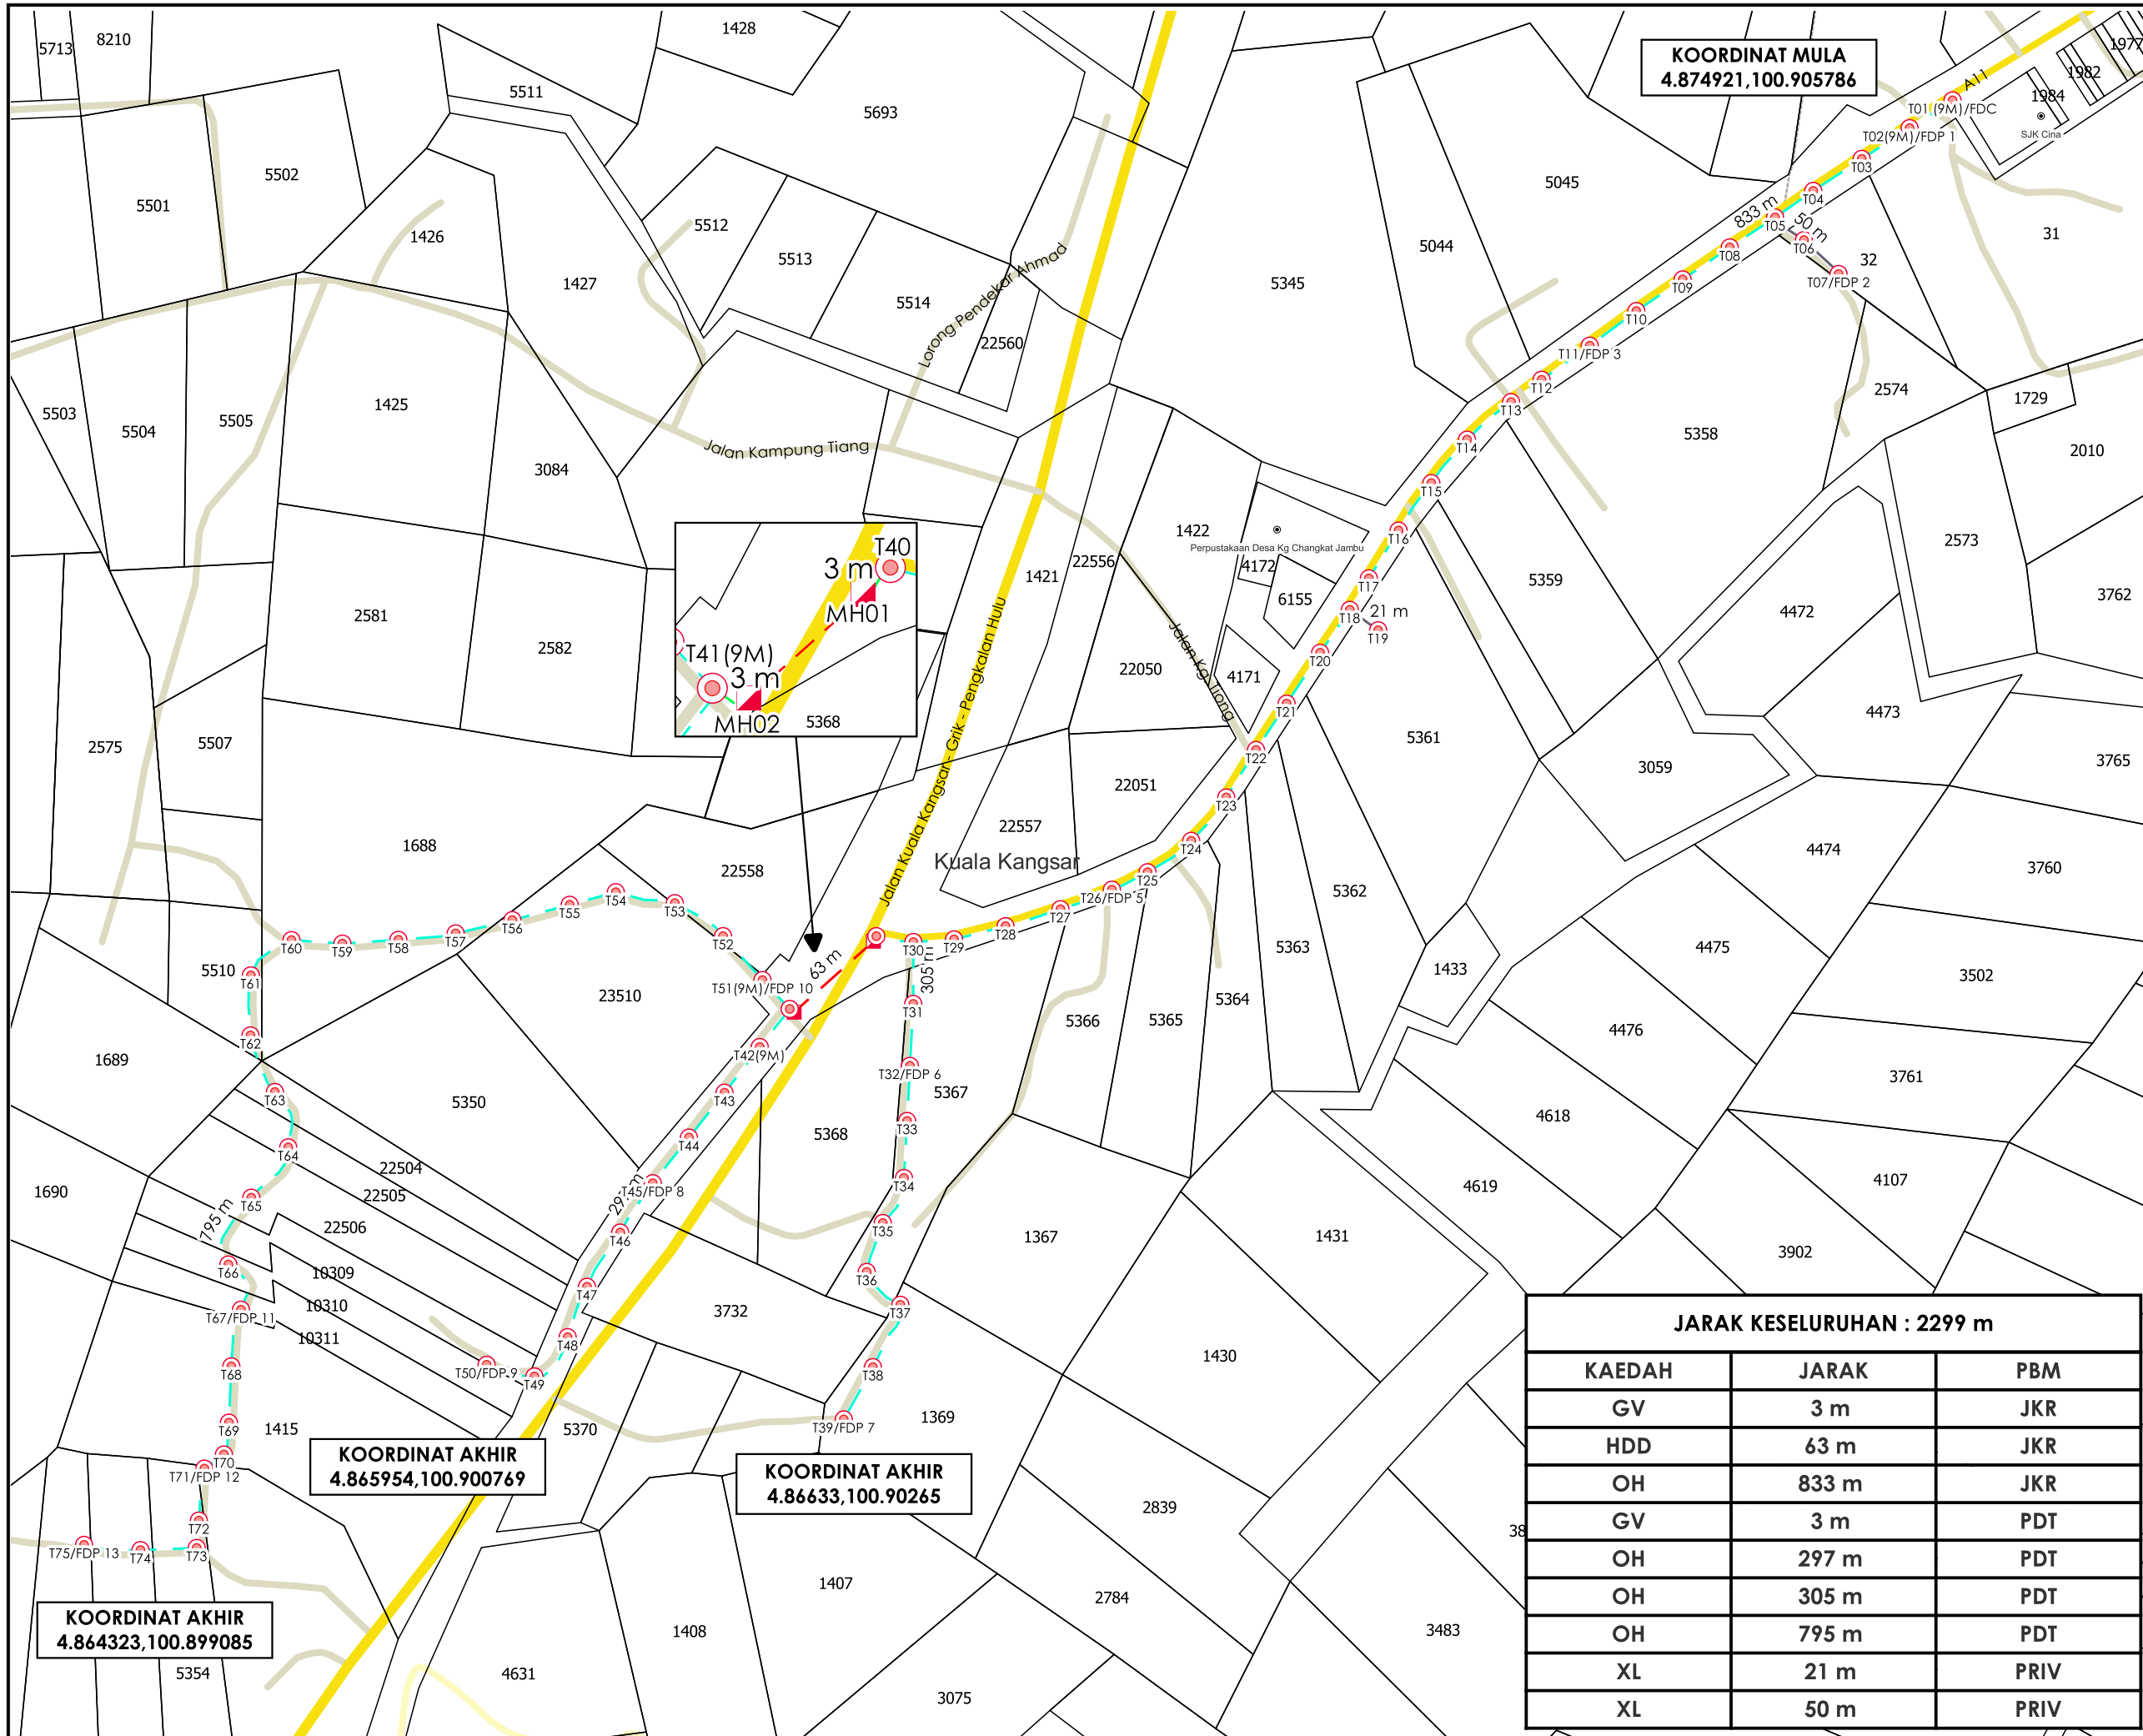 5713
8210
1428
5511
5693
KOORDINAT MULA
4.874921,100.905786
A11
1977
1982
1984
SJK Cina
T01 (9M)/FDC
T02(9M)/FDP 1
T03
T04
833 m
T05
50 m
T06
T07/FDP 2
T08
T09
T10
T11/FDP 3
T12
T13
T14
T15
T16
T17
T18
21 m
T19
T20
T21
T22
T23
T24
T25
T26/FDP 5
T27
T28
T29
T30
305 m
T31
T32/FDP 6
T33
T34
T35
T36
T37
T38
T39/FDP 7
5501
5502
1426
1427
5512
5513
5514
22560
Lorong Pendekar Ahmad
5345
5045
5044
31
32
2574
1729
2010
5358
5503
5504
5505
1425
3084
Jalan Kampung Tiang
1421
22556
1422
Perpustakaan Desa Kg Changkat Jambu
4172
6155
4171
5359
2573
3762
4472
4473
3765
3059
2581
2582
2575
5507
T40
3 m
MH01
T41(9M)
3 m
MH02
5368
Jalan Kuala Kangsar - Grik - Pengkalan Hulu
Jalan Kg Tiong
22050
22051
22557
Kuala Kangsar
5361
5362
5363
5364
1433
4474
3760
4475
3502
4476
3761
4618
4619
4107
3902
1688
22558
T51(9M)/FDP 10
T52
T53
T54
T55
T56
T57
T58
T59
T60
T61
T62
T63
T64
T65
795 m
T66
T67/FDP 11
T68
T69
T70
T71/FDP 12
T72
T73
T74
T75/FDP 13
63 m
T42(9M)
T43
T44
T45/FDP 8
T46
T47
T48
T49
T50/FDP 9
5510
23510
5350
1689
1690
22504
22505
22506
10309
10310
10311
5366
5365
5367
5368
1367
1431
1430
3732
1369
5370
1415
2839
2784
1407
1408
3075
3483
4631
5354
KOORDINAT AKHIR
4.865954,100.900769
KOORDINAT AKHIR
4.86633,100.90265
KOORDINAT AKHIR
4.864323,100.899085
JARAK KESELURUHAN : 2299 m
KAEDAH JARAK PBM
GV 3 m JKR
HDD 63 m JKR
OH 833 m JKR
GV 3 m PDT
OH 297 m PDT
OH 305 m PDT
OH 795 m PDT
XL 21 m PRIV
XL 50 m PRIV